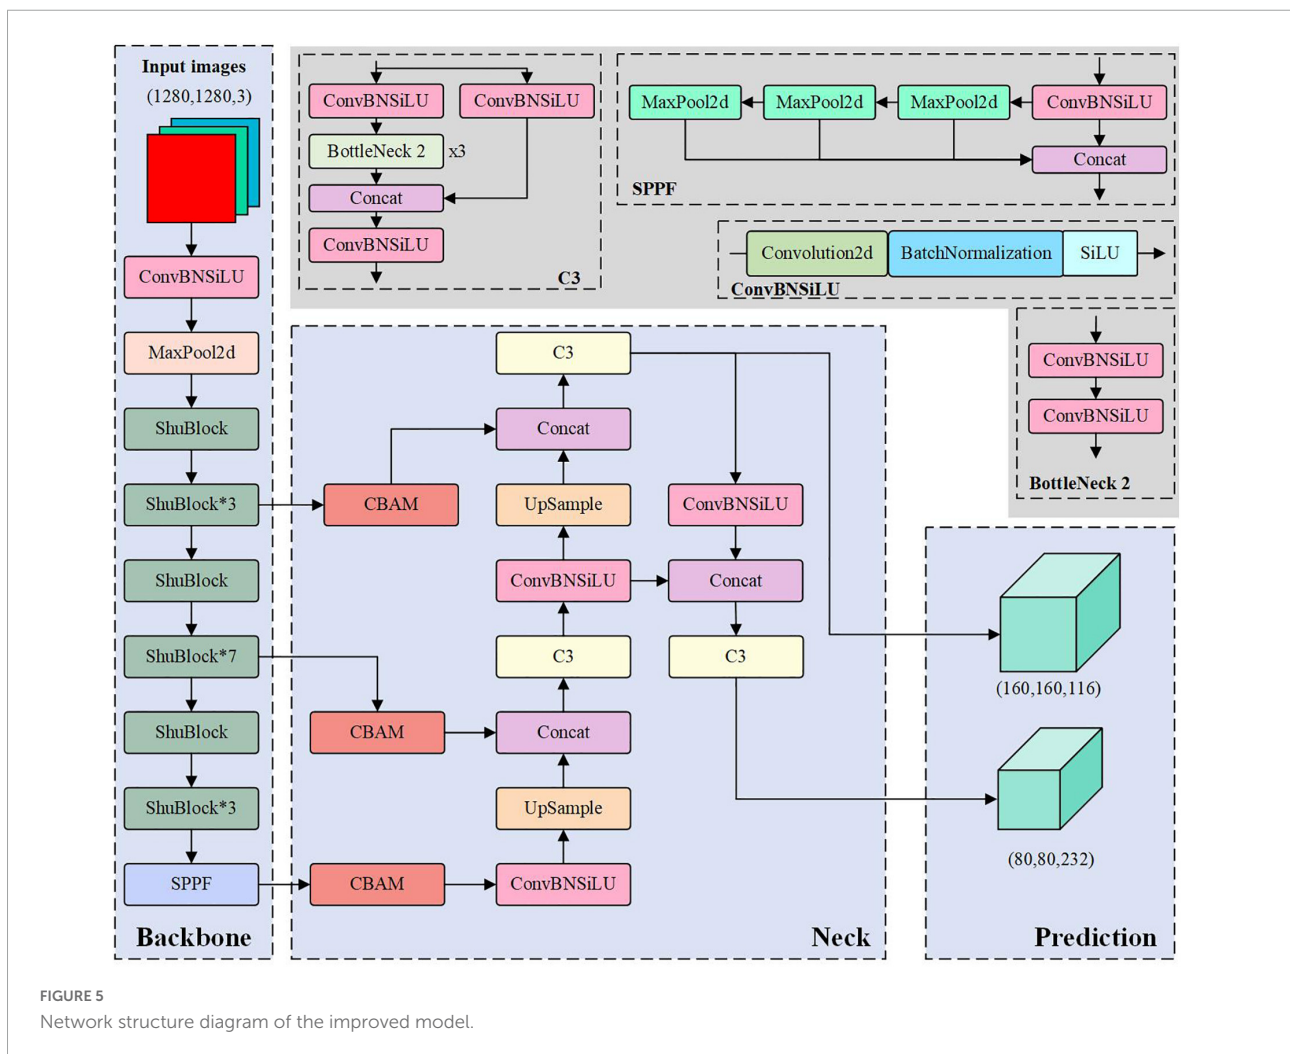 Input images
(1280,1280,3)
ConvBNSiLU
MaxPool2d
ShuBlock
ShuBlock*3
ShuBlock
ShuBlock*7
ShuBlock
ShuBlock*3
SPPF
Backbone
ConvBNSiLU
ConvBNSiLU
BottleNeck 2
x3
Concat
ConvBNSiLU
C3
MaxPool2d
MaxPool2d
MaxPool2d
ConvBNSiLU
Concat
SPPF
Convolution2d
BatchNormalization
SiLU
ConvBNSiLU
ConvBNSiLU
ConvBNSiLU
BottleNeck 2
C3
Concat
CBAM
UpSample
ConvBNSiLU
ConvBNSiLU
Concat
C3
C3
CBAM
Concat
UpSample
CBAM
ConvBNSiLU
Neck
(160,160,116)
(80,80,232)
Prediction
FIGURE 5
Network structure diagram of the improved model.